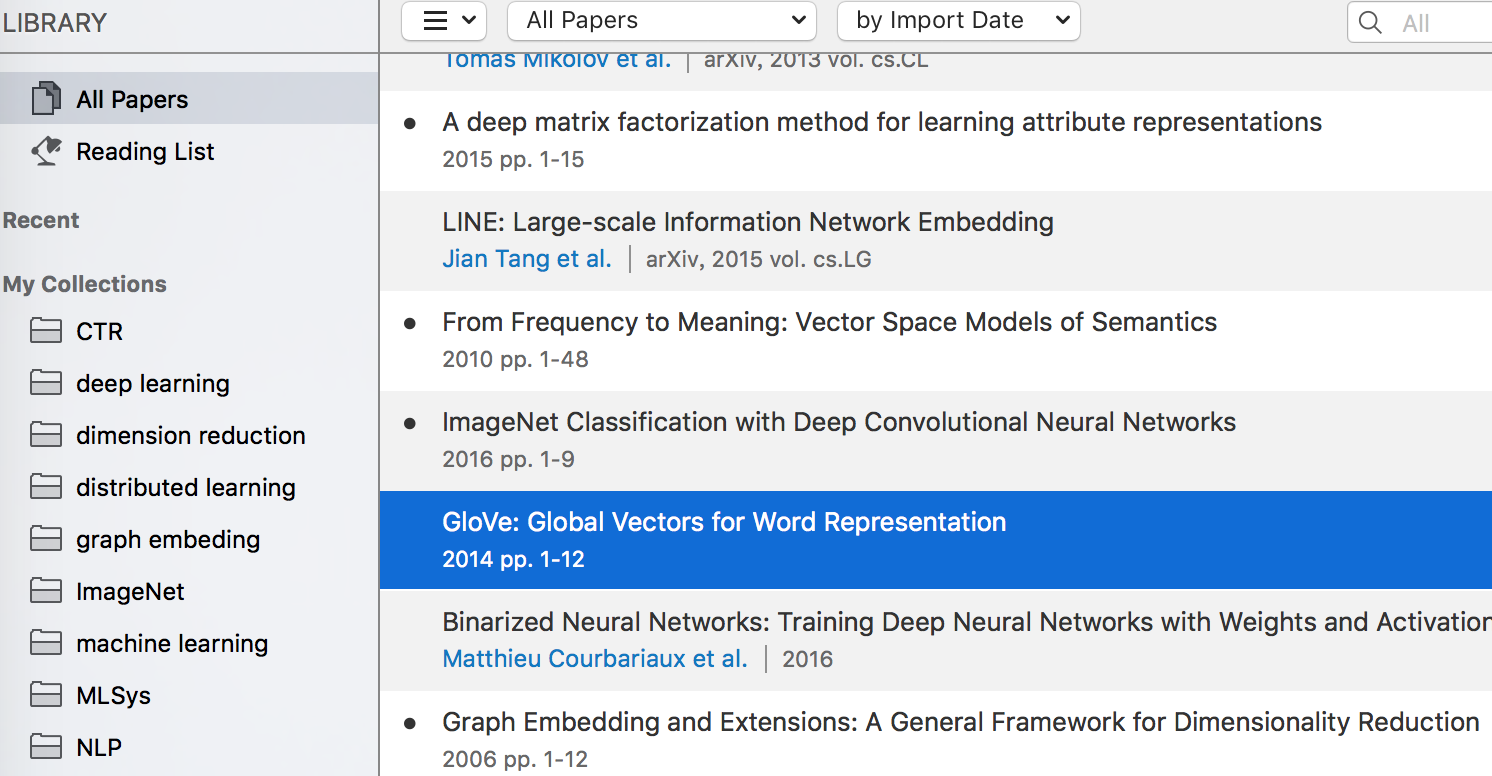 LIBRARY
All Papers
Reading List
Recent
My Collections
CTR
deep learning
dimension reduction
distributed learning
graph embeding
ImageNet
machine learning
MLSys
NLP
All Papers
by Import Date
All
Tomas Mikolov et al. | arXiv, 2013 vol. cs.CL
A deep matrix factorization method for learning attribute representations
2015 pp. 1-15
LINE: Large-scale Information Network Embedding
Jian Tang et al. | arXiv, 2015 vol. cs.LG
From Frequency to Meaning: Vector Space Models of Semantics
2010 pp. 1-48
ImageNet Classification with Deep Convolutional Neural Networks
2016 pp. 1-9
GloVe: Global Vectors for Word Representation
2014 pp. 1-12
Binarized Neural Networks: Training Deep Neural Networks with Weights and Activation
Matthieu Courbariaux et al. | 2016
Graph Embedding and Extensions: A General Framework for Dimensionality Reduction
2006 pp. 1-12